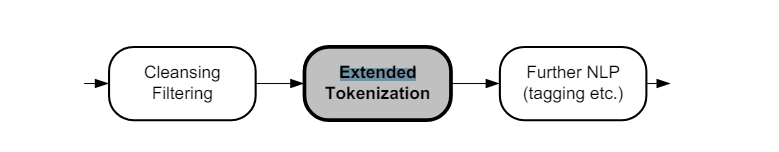 Cleansing
Filtering
Extended
Tokenization
Further NLP
(tagging etc.)